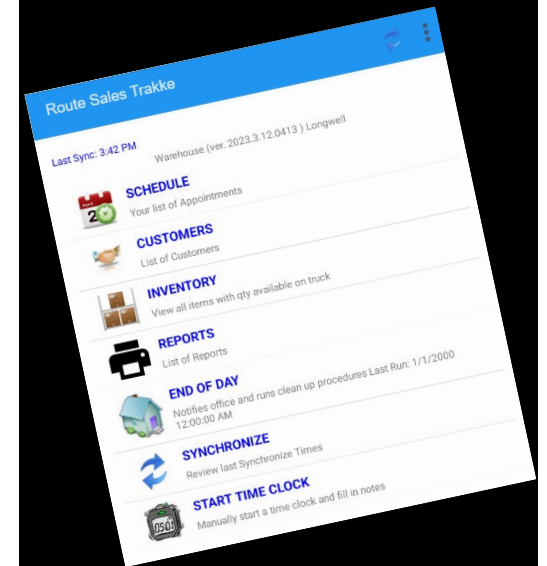 Route Sales Trakke
Last Sync: 3:42 PM
Warehouse (ver. 2023.3.12.0413 ) Longwell
SCHEDULE
Your list of Appointments
CUSTOMERS
List of Customers
INVENTORY
View all items with qty available on truck
REPORTS
List of Reports
END OF DAY
Notifies office and runs clean up procedures Last Run: 1/1/2000
12:00:00 AM
SYNCHRONIZE
Review last Synchronize Times
START TIME CLOCK
Manually start a time clock and fill in notes